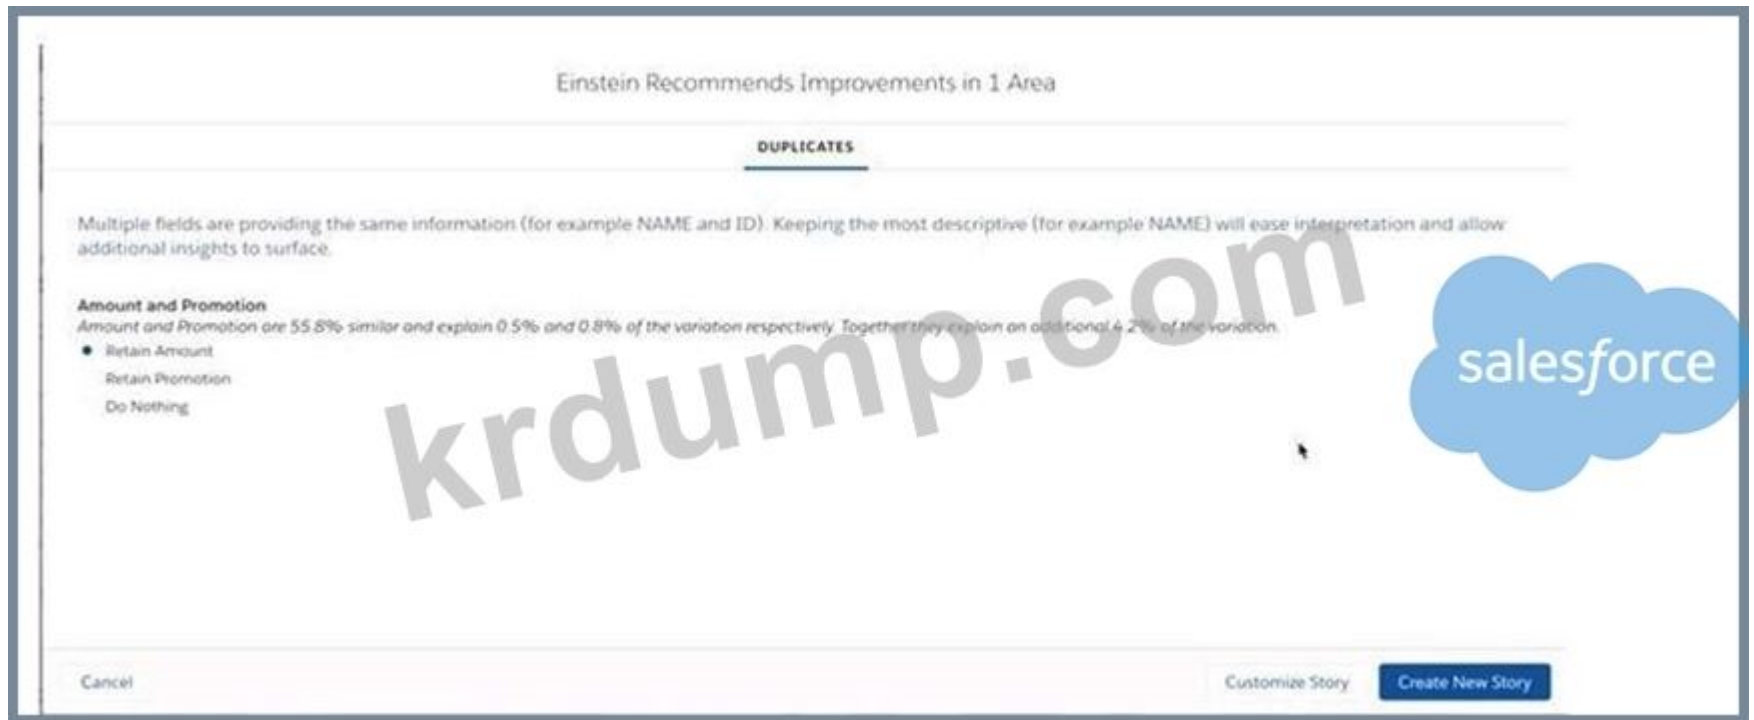 Einstein Recommends Improvements in 1 Area
DUPLICATES
Multiple fields are providing the same information (for example NAME and ID). Keeping the most descriptive (for example NAME) will ease interpretation and allow
additional insights to surface.
Amount and Promotion
Amount and Promotion are 55.8% similar and explain 0.5% and 0.8% of the variation respectively. Together they explain an additional 4.2% of the variation.
Retain Amount
Retain Promotion
Do Nothing
salesforce
krdump.com
Cancel
Customize Story
Create New Story